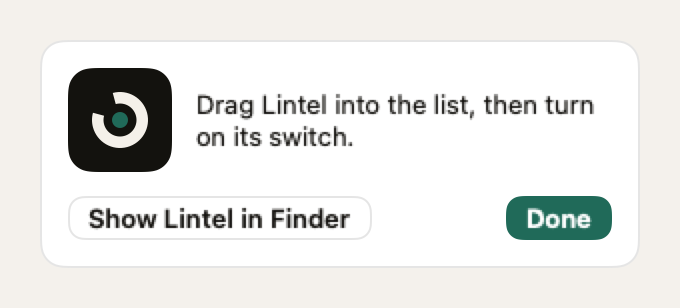 Drag Lintel into the list, then turn
on its switch.
Show Lintel in Finder
Done